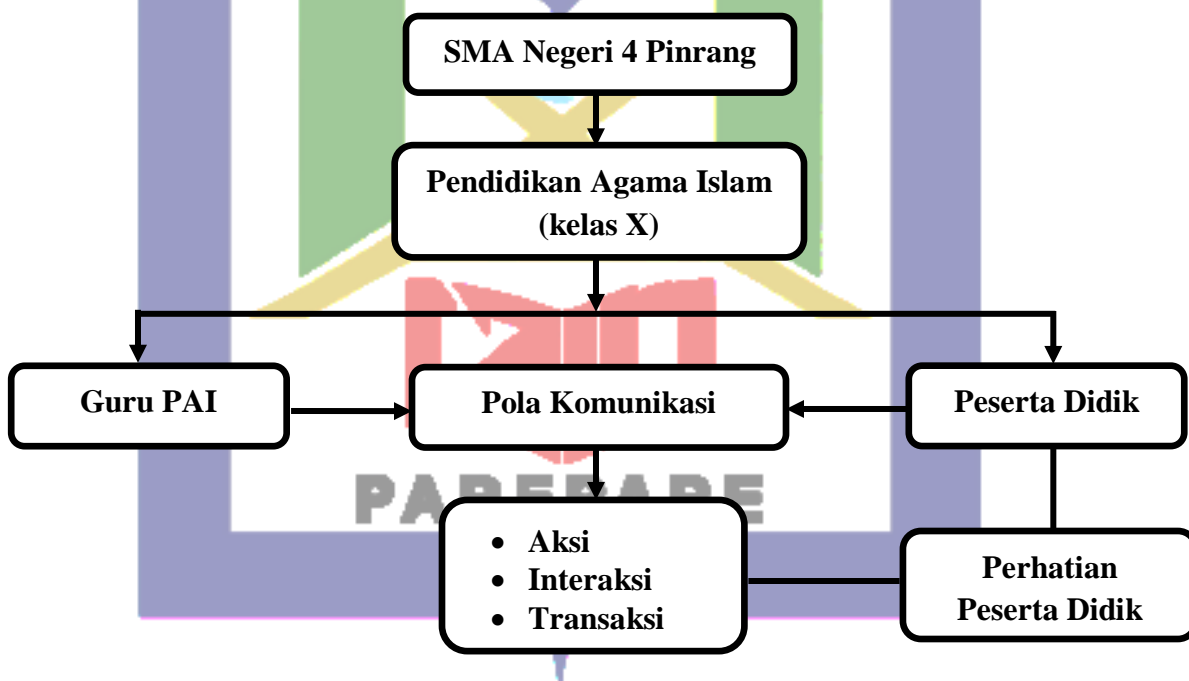 SMA Negeri 4 Pinrang
Pendidikan Agama Islam
(kelas X)
Guru PAI
Pola Komunikasi
Peserta Didik
PAREPARE
• Aksi
• Interaksi
• Transaksi
Perhatian
Peserta Didik